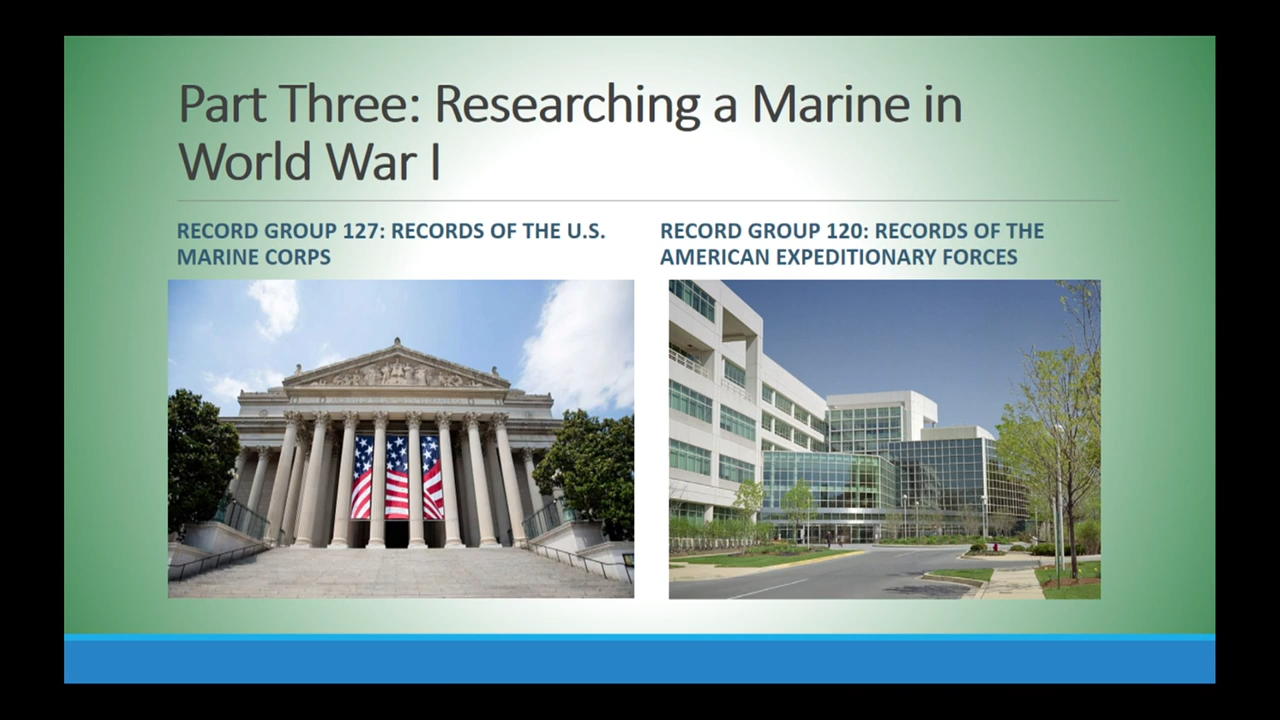 Part Three: Researching a Marine in
World War I
RECORD GROUP 127: RECORDS OF THE U.S.
MARINE CORPS
RECORD GROUP 120: RECORDS OF THE
AMERICAN EXPEDITIONARY FORCES